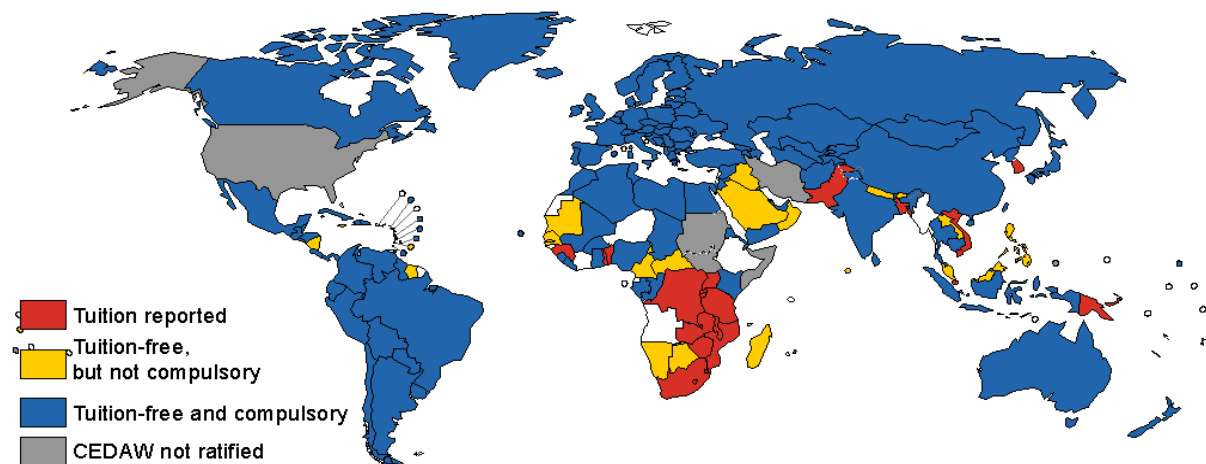 Tuition reported
Tuition-free,
but not compulsory
Tuition-free and compulsory
CEDAW not ratified